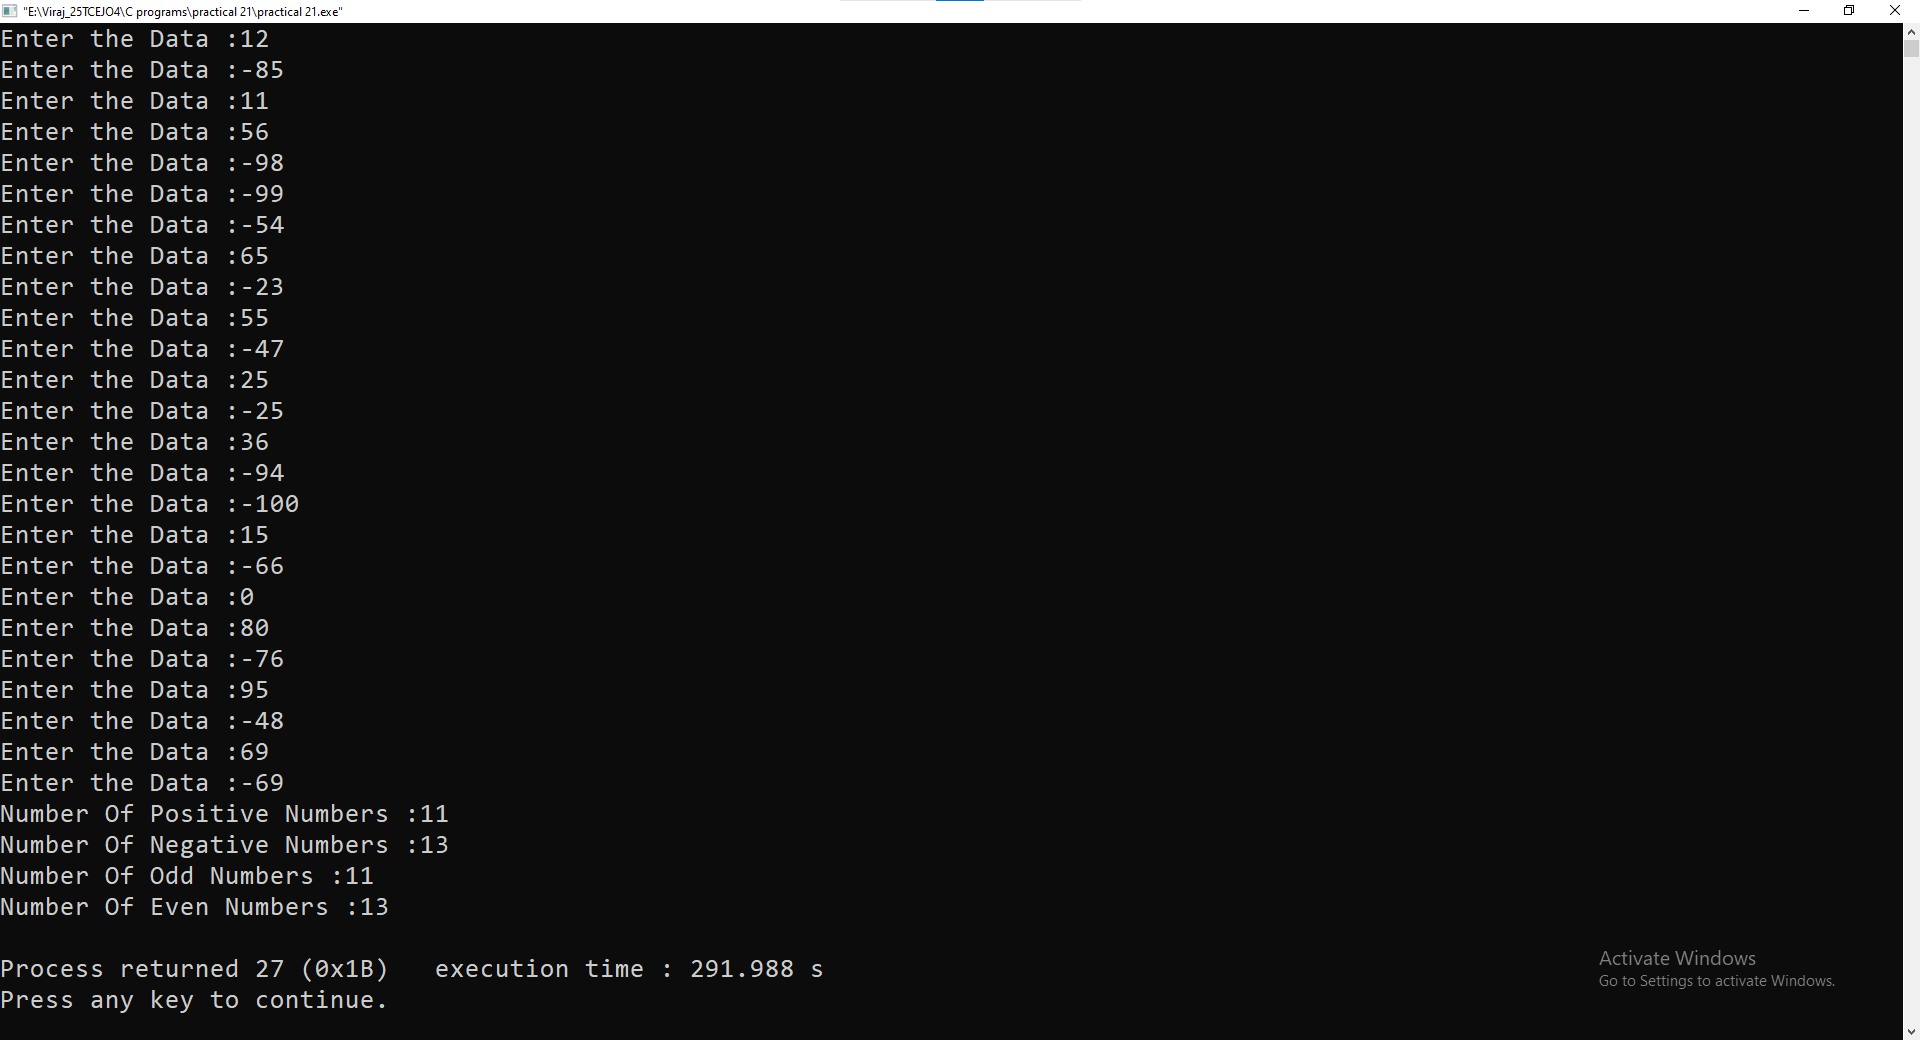 "E:\Viraj_25TCEJO4\C programs\practical 21\practical 21.exe"
Enter the Data :12
Enter the Data :-85
Enter the Data :11
Enter the Data :56
Enter the Data :-98
Enter the Data :-99
Enter the Data :-54
Enter the Data :65
Enter the Data :-23
Enter the Data :55
Enter the Data :-47
Enter the Data :25
Enter the Data :-25
Enter the Data :36
Enter the Data :-94
Enter the Data :-100
Enter the Data :15
Enter the Data :-66
Enter the Data :0
Enter the Data :80
Enter the Data :-76
Enter the Data :95
Enter the Data :-48
Enter the Data :69
Enter the Data :-69
Number Of Positive Numbers :11
Number Of Negative Numbers :13
Number Of Odd Numbers :11
Number Of Even Numbers :13
Process returned 27 (0x1B)   execution time : 291.988 s
Press any key to continue.
Activate Windows
Go to Settings to activate Windows.